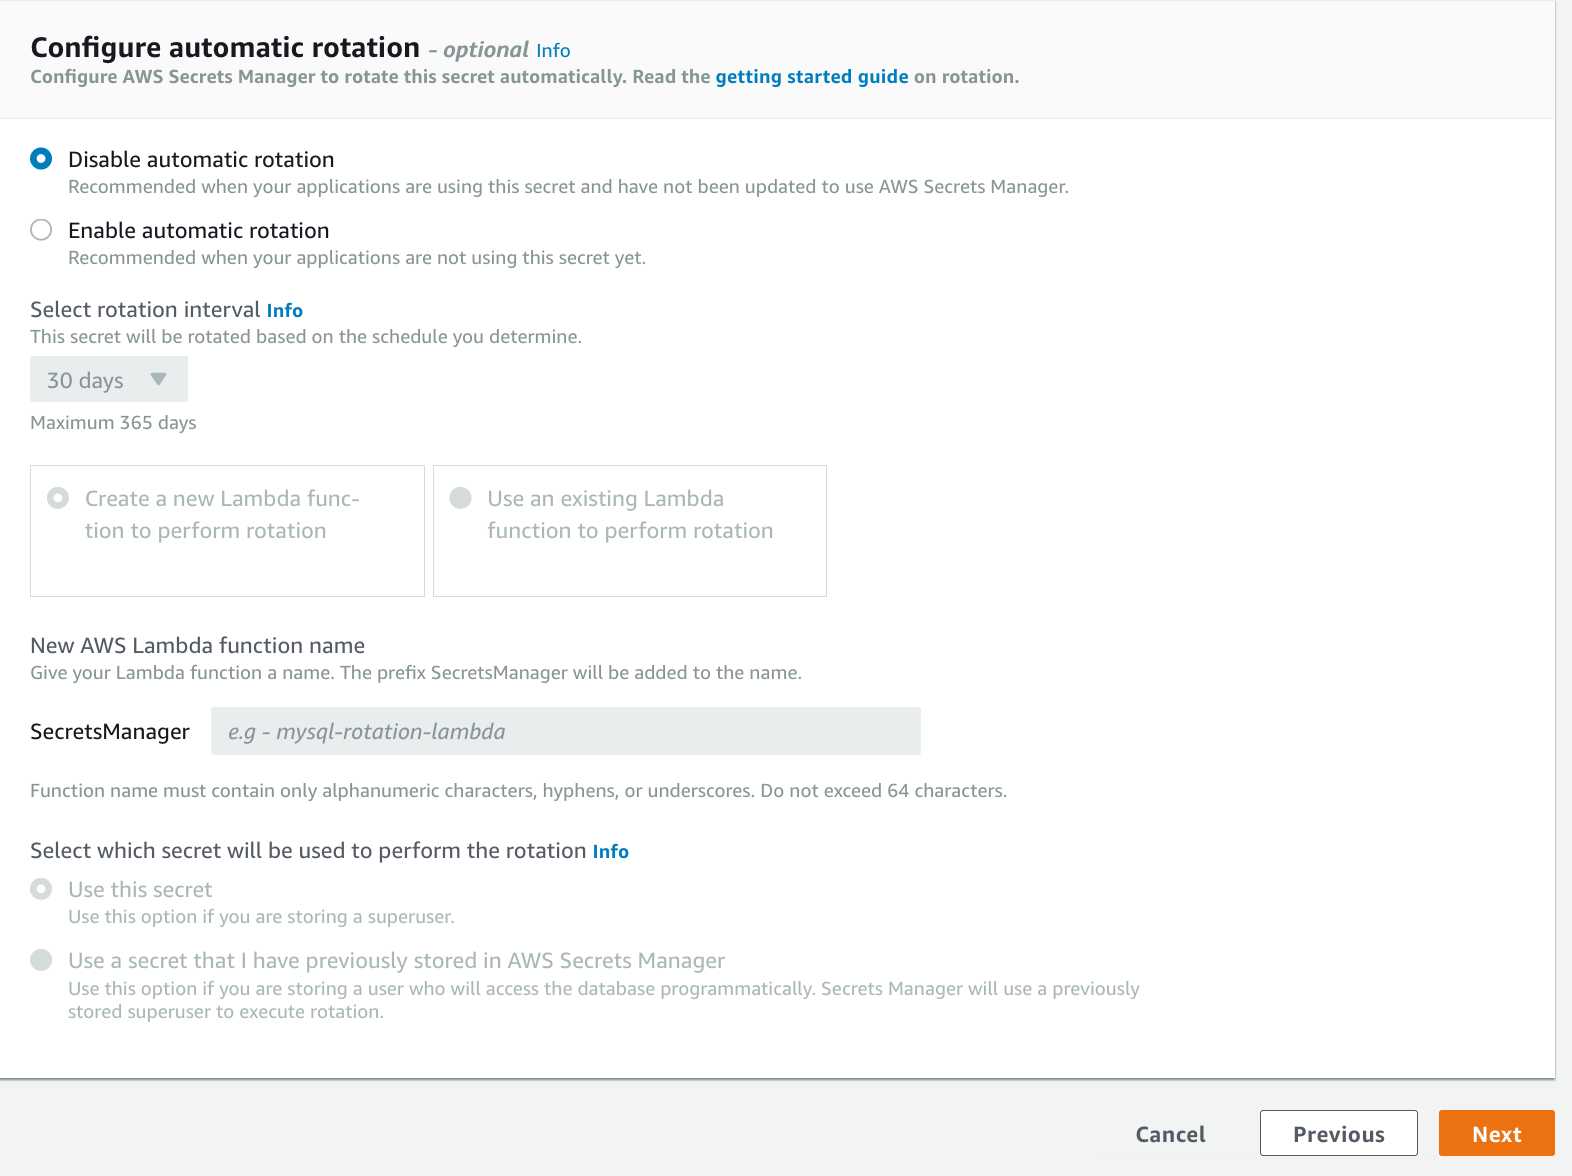 Configure automatic rotation - optional Info
Configure AWS Secrets Manager to rotate this secret automatically. Read the getting started guide on rotation.
Disable automatic rotation
Recommended when your applications are using this secret and have not been updated to use AWS Secrets Manager.
Enable automatic rotation
Recommended when your applications are not using this secret yet.
Select rotation interval Info
This secret will be rotated based on the schedule you determine.
30 days
Maximum 365 days
Create a new Lambda func-
tion to perform rotation
Use an existing Lambda
function to perform rotation
New AWS Lambda function name
Give your Lambda function a name. The prefix SecretsManager will be added to the name.
SecretsManager e.g - mysql-rotation-lambda
Function name must contain only alphanumeric characters, hyphens, or underscores. Do not exceed 64 characters.
Select which secret will be used to perform the rotation Info
Use this secret
Use this option if you are storing a superuser.
Use a secret that I have previously stored in AWS Secrets Manager
Use this option if you are storing a user who will access the database programmatically. Secrets Manager will use a previously
stored superuser to execute rotation.
Cancel Previous Next